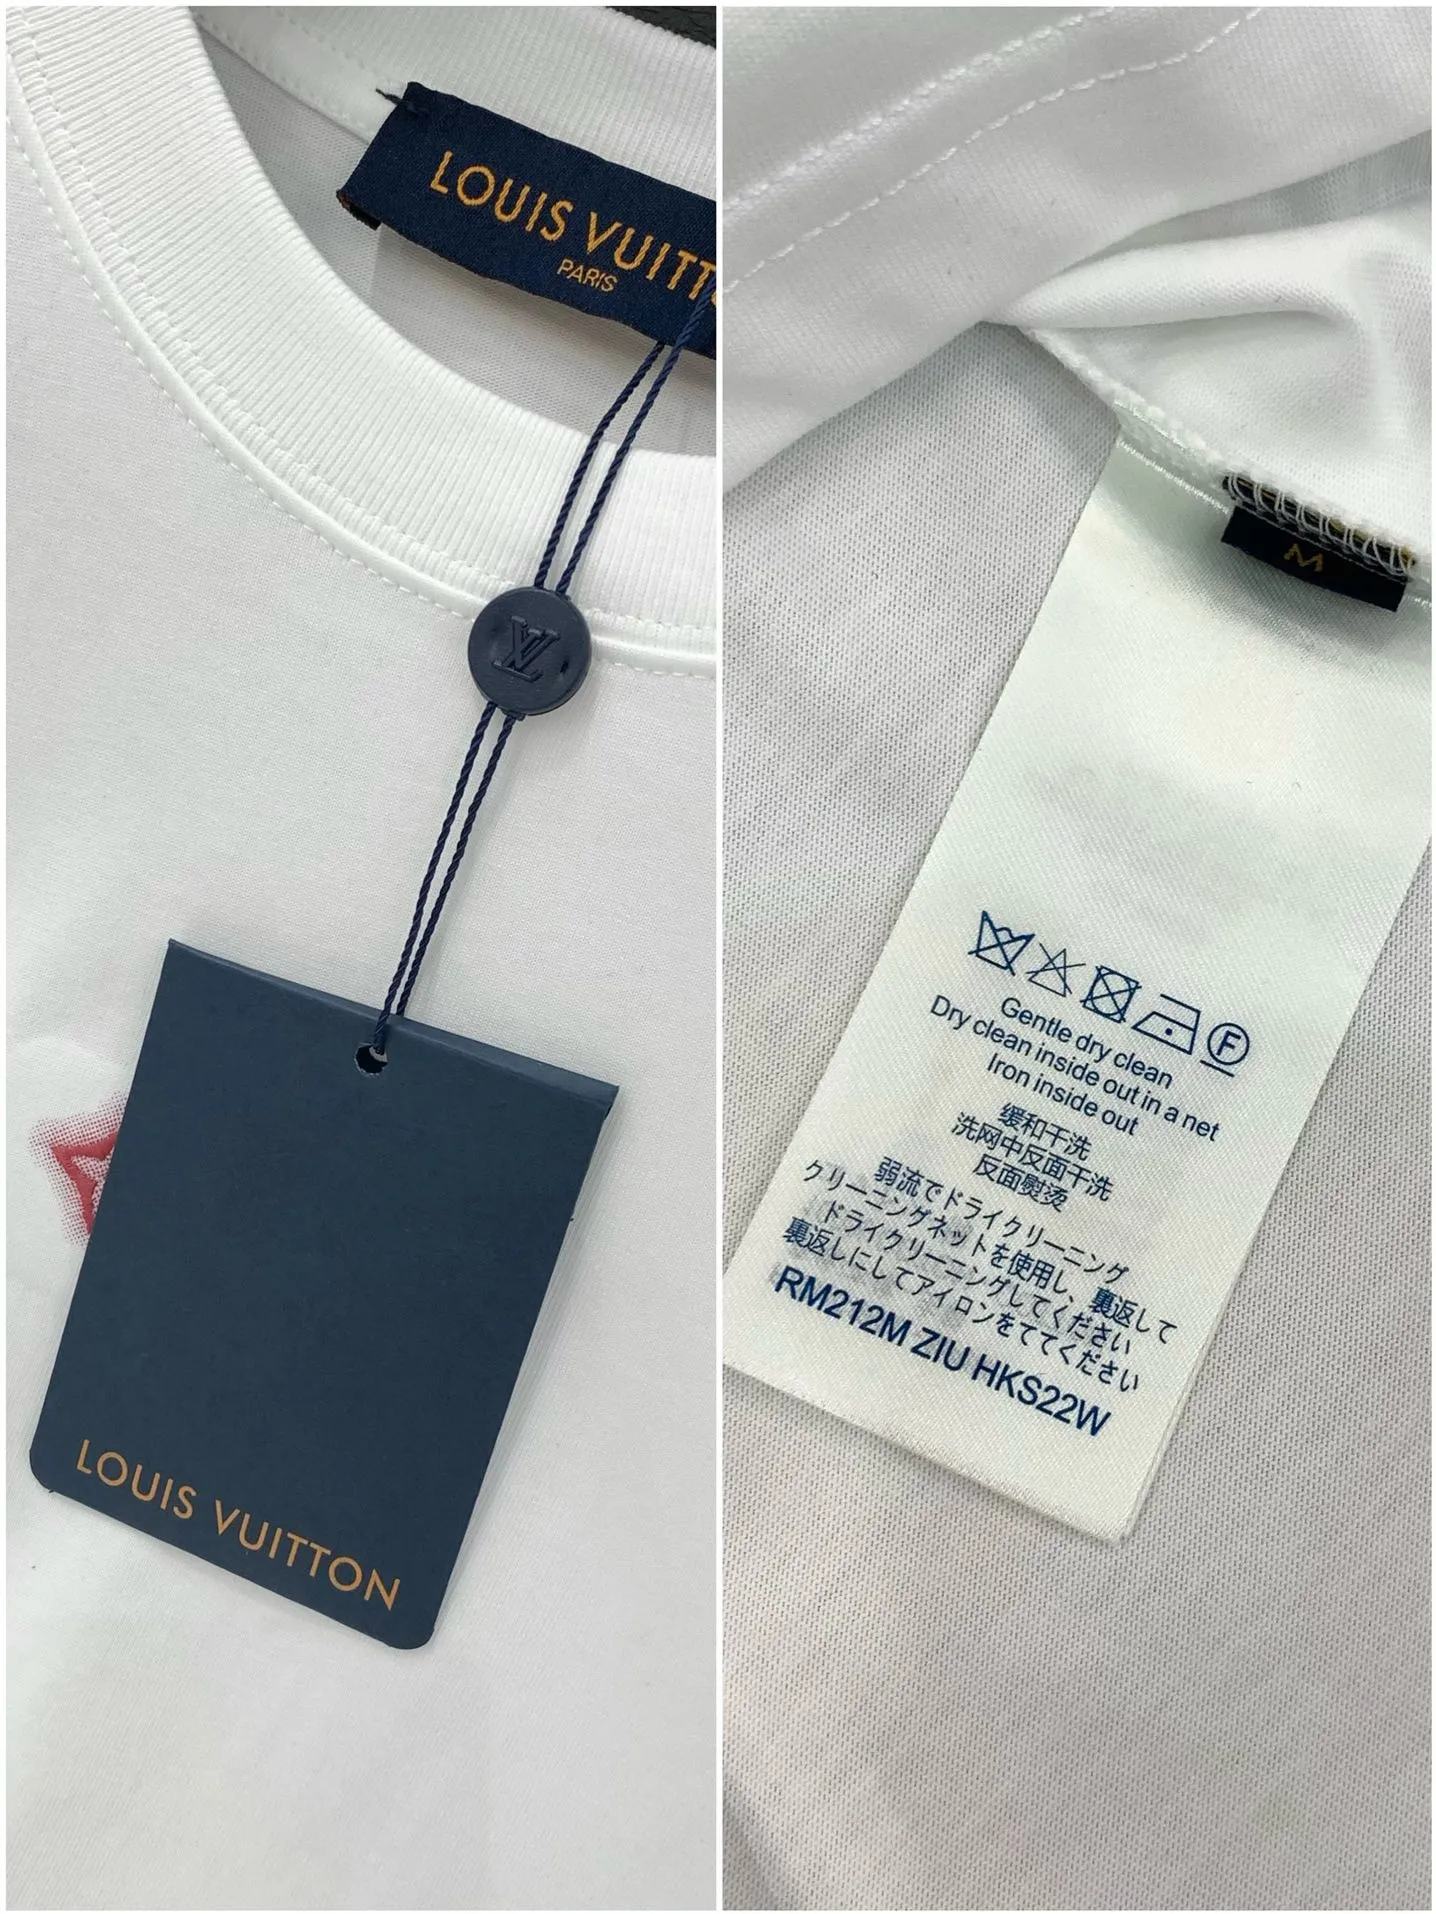 LOUIS VUITT
PARIS
LV
LOUIS VUITTON
M
F
Gentle dry clean
Dry clean inside out in a net
Iron inside out
缓和干洗
洗网中反面干洗
反面熨烫
弱流でドライクリーニング
クリーニングネットを使用し、裏返して
ドライクリーニングしてください
裏返しにしてアイロンをててください
RM212M ZIU HKS22W